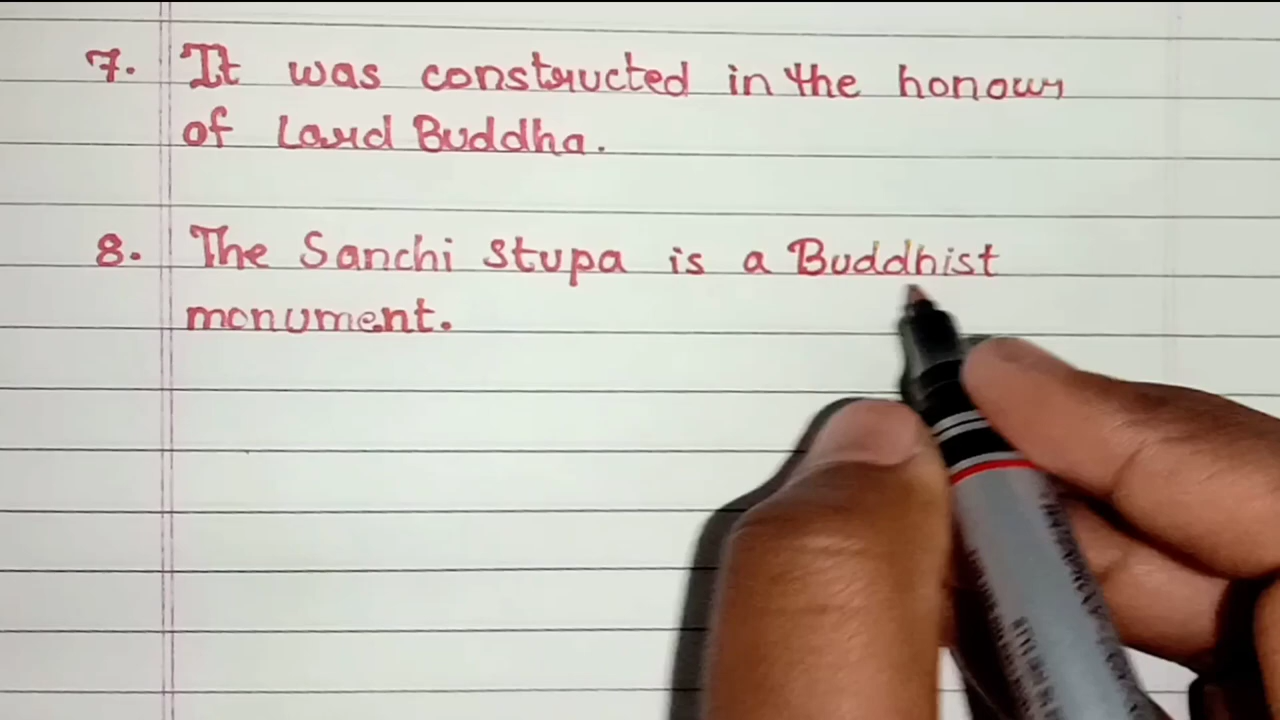 7. It was constructed in the honour
of Lord Buddha.
8. The Sanchi Stupa is a Buddhist
monument.